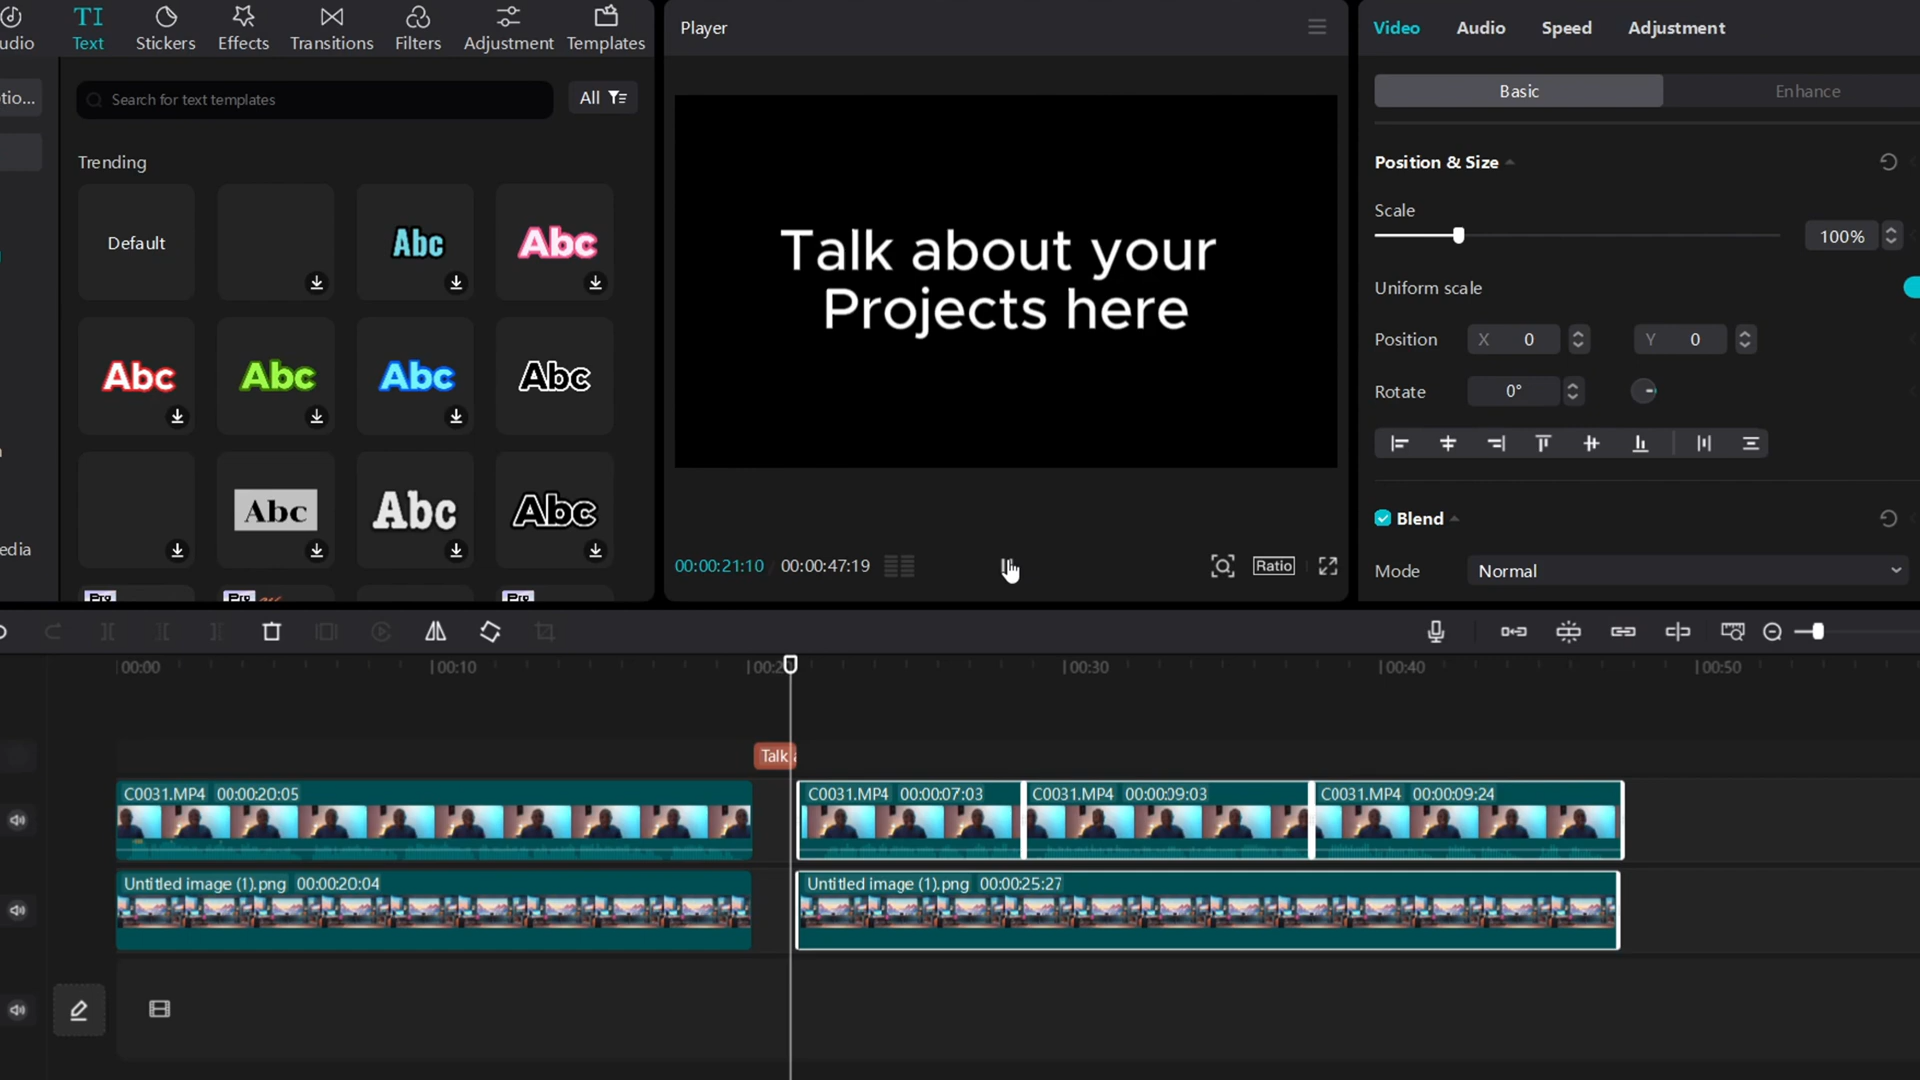 udio
Text
Stickers
Effects
Transitions
Filters
Adjustment
Templates
Player
Video
Audio
Speed
Adjustment
tio...
Search for text templates
All
Basic
Enhance
Trending
Position & Size
Default
Abc
Abc
Scale
100%
Talk about your
Projects here
Uniform scale
Position
X 0
Y 0
Abc
Abc
Abc
Abc
Rotate
0°
Abc
Abc
Abc
Blend
edia
00:00:21:10
00:00:47:19
Ratio
Mode
Normal
Pro
Pro
Pro
00:00
00:10
00:2
00:30
00:40
00:50
Talk a
C0031.MP4 00:00:20:05
C0031.MP4 00:00:07:03
C0031.MP4 00:00:09:03
C0031.MP4 00:00:09:24
Untitled image (1).png 00:00:20:04
Untitled image (1).png 00:00:25:27